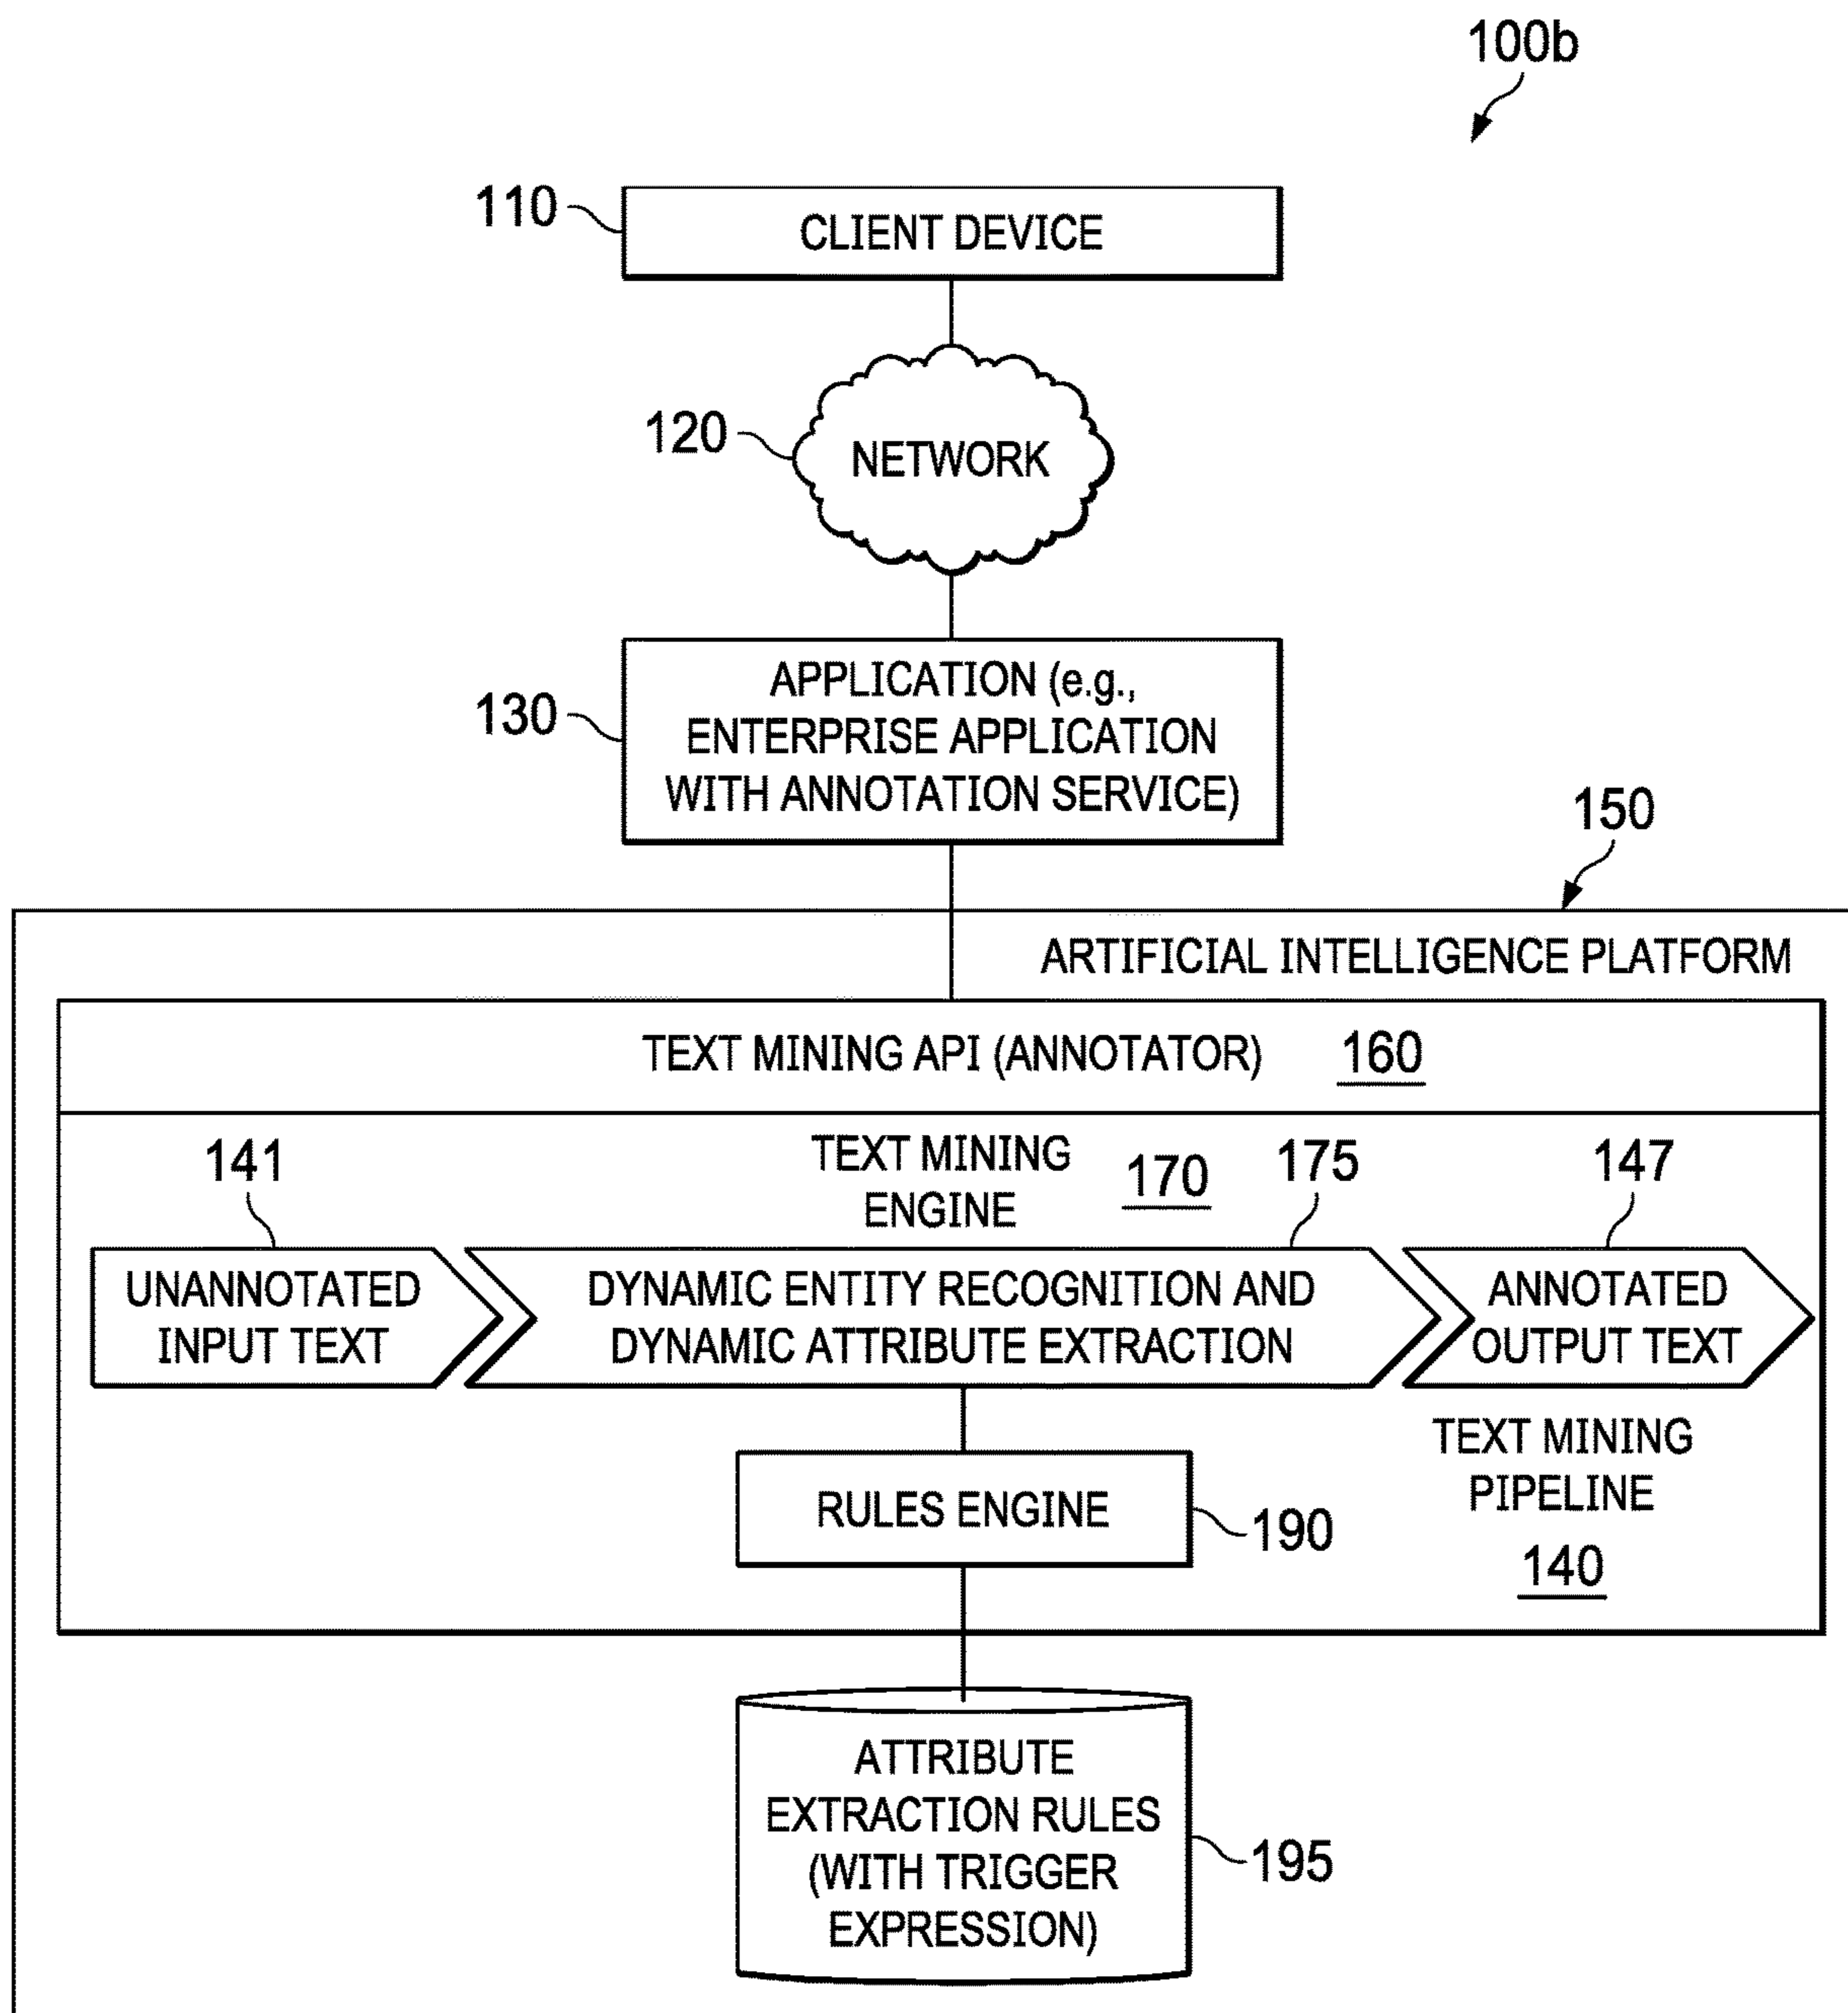 100b
110
CLIENT DEVICE
120
NETWORK
130
APPLICATION (e.g.,
ENTERPRISE APPLICATION
WITH ANNOTATION SERVICE)
150
ARTIFICIAL INTELLIGENCE PLATFORM
TEXT MINING API (ANNOTATOR) 160
141
TEXT MINING
ENGINE
170
175
147
UNANNOTATED
INPUT TEXT
DYNAMIC ENTITY RECOGNITION AND
DYNAMIC ATTRIBUTE EXTRACTION
ANNOTATED
OUTPUT TEXT
TEXT MINING
PIPELINE
140
RULES ENGINE
190
ATTRIBUTE
EXTRACTION RULES
(WITH TRIGGER
EXPRESSION)
195